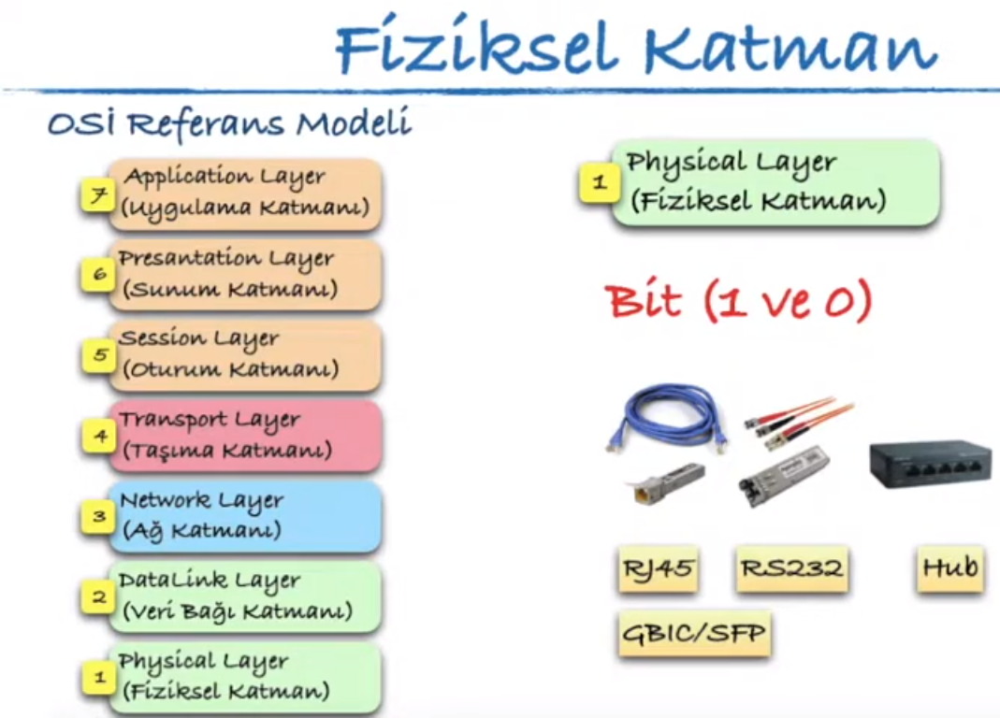 Fiziksel Katman
OSİ Referans Modeli
7
Application Layer
(Uygulama Katmanı)
6
Presantation Layer
(Sunum Katmanı)
5
Session Layer
(Oturum Katmanı)
4
Transport Layer
(Taşıma Katmanı)
3
Network Layer
(Ağ Katmanı)
2
DataLink Layer
(Veri Bağı Katmanı)
1
Physical Layer
(Fiziksel Katman)
1
Physical Layer
(Fiziksel Katman)
Bit (1 ve 0)
RJ45
RS232
Hub
GBIC/SFP